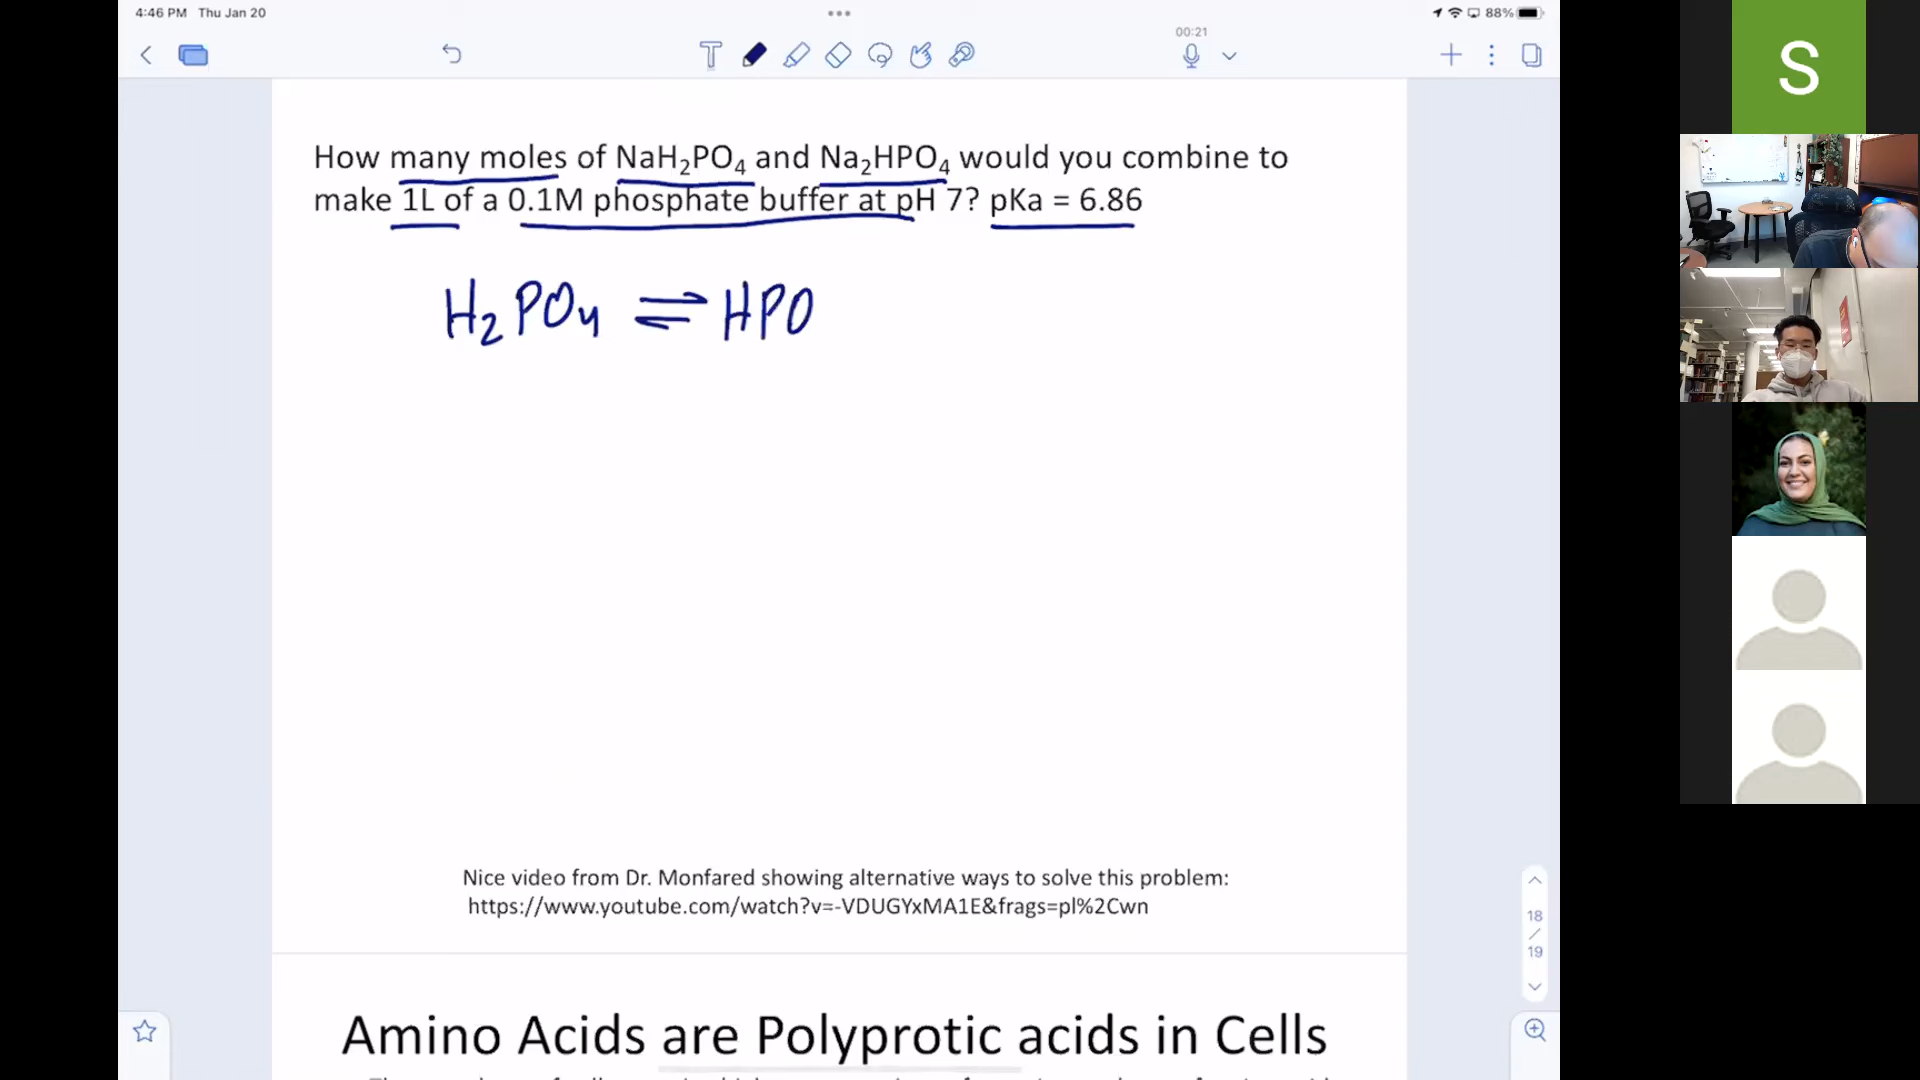 4:46 PM Thu Jan 20
88%
00:21
How many moles of NaH₂PO₄ and Na₂HPO₄ would you combine to
make 1L of a 0.1M phosphate buffer at pH 7? pKa = 6.86
H₂PO₄ ⇌ HPO
Nice video from Dr. Monfared showing alternative ways to solve this problem:
https://www.youtube.com/watch?v=-VDUGYxMA1E&frags=pl%2Cwn
18
/
19
Amino Acids are Polyprotic acids in Cells
S